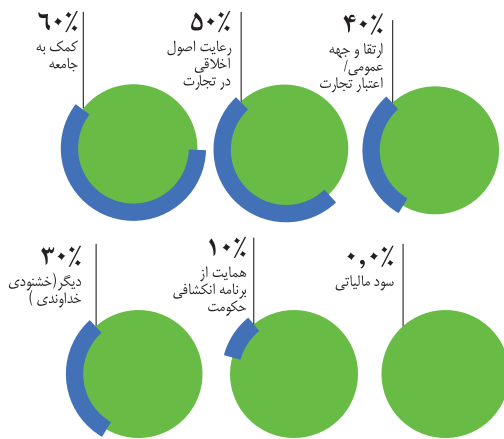 ۴۰%
ارتقا و جهه
عمومی/
اعتبار تجارت
۵۰%
رعایت اصول
اخلاقی
در تجارت
۶۰%
کمک به
جامعه
۰,۰%
سود مالیاتی
۱۰%
همایت از
برنامه انکشافی
حکومت
۳۰%
دیگر(خشنودی
خداوندی )